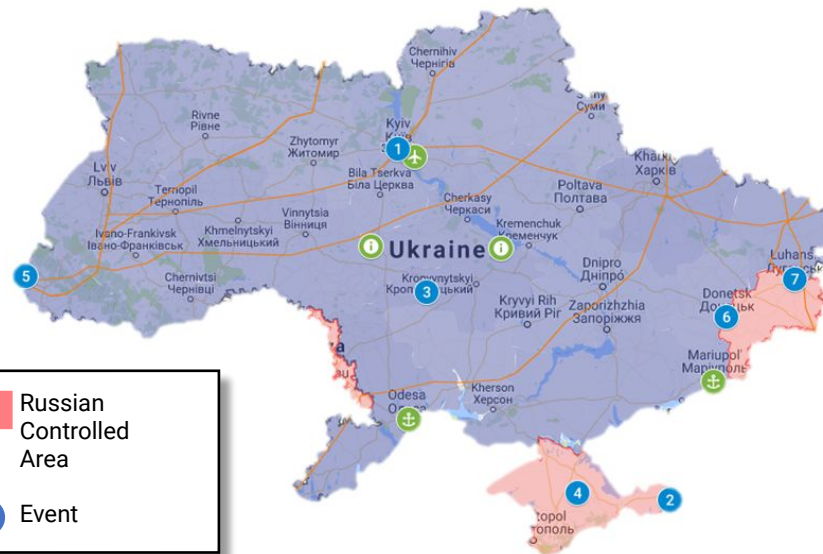 Chernihiv
Чернігів
Суми
Rivne
Рівне
Kyiv
1
Zhytomyr
Житомир
Lviv
Львів
Bila Tserkva
Біла Церква
Ternopil
Тернопіль
Khmelnytskyi
Хмельницький
Vinnytsia
Вінниця
Cherkasy
Черкаси
Poltava
Полтава
Харків
Ivano-Frankivsk
Івано-Франківськ
Kremenchuk
Кременчук
Ukraine
Chernivtsi
Чернівці
5
3
Dnipro
Дніпро
Luhans
7
Donetsk
6
Kryvyi Rih
Кривий Ріг
Zaporizhzhia
Запоріжжя
Mariupol'
Маріуполь
Odesa
Kherson
Херсон
4
2
Russian
Controlled
Area
Event